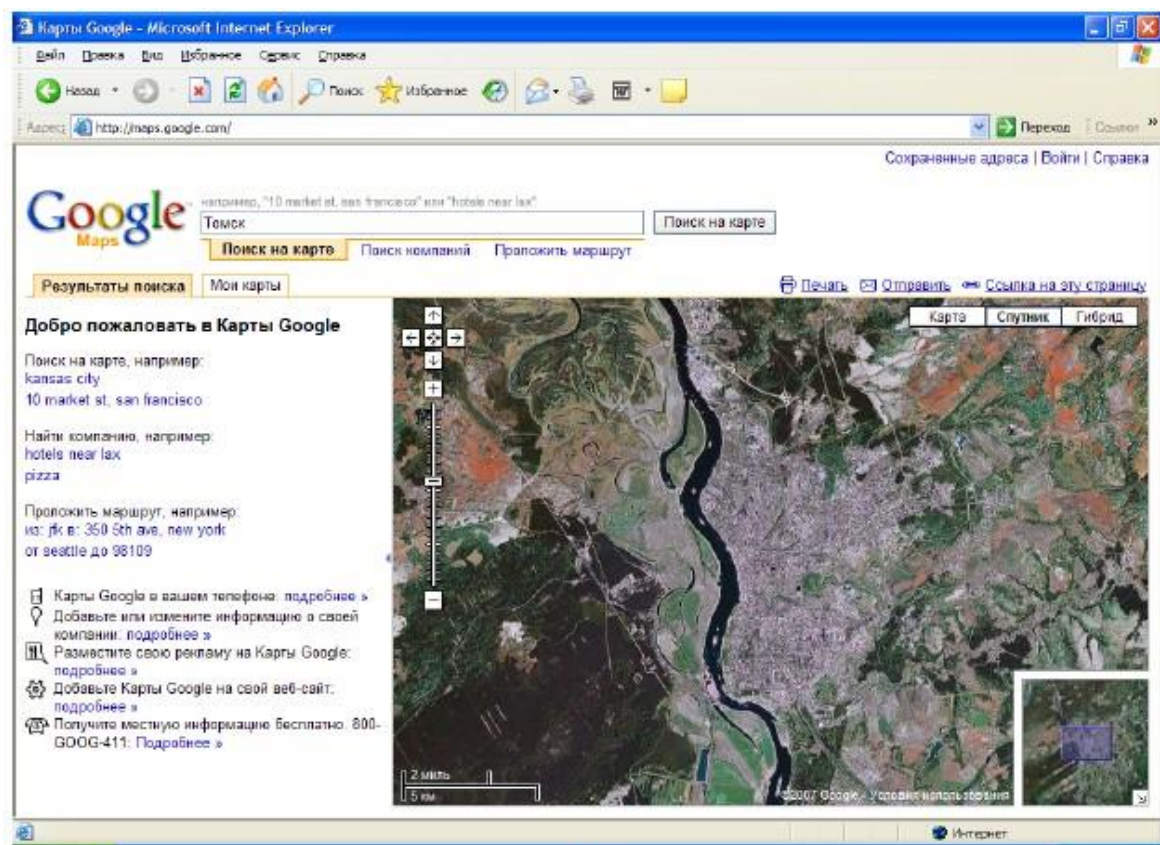 Карты Google - Microsoft Internet Explorer
Файл Правка Вид Избранное Сервис Справка
Назад Поиск Избранное
Адрес: http://maps.google.com/ Переход Ссылки »
Сохраненные адреса | Войти | Справка
Google Maps
например, "10 market st, san francisco" или "hotels near lax"
Томск Поиск на карте
Поиск на карте Поиск компаний Проложить маршрут
Результаты поиска Мои карты Печать Отправить Ссылка на эту страницу
Карта Спутник Гибрид
Добро пожаловать в Карты Google
Поиск на карте, например:
kansas city
10 market st, san francisco
Найти компанию, например:
hotels near lax
pizza
Проложить маршрут, например:
из: jfk в: 350 5th ave, new york
от seattle до 98109
Карты Google в вашем телефоне: подробнее »
Добавьте или измените информацию о своей
компании: подробнее »
Разместите свою рекламу на Карты Google:
подробнее »
Добавьте Карты Google на свой веб-сайт:
подробнее »
Получите местную информацию бесплатно. 800-
GOOG-411: Подробнее »
2 миль
5 км
©2007 Google - Условия использования
Интернет